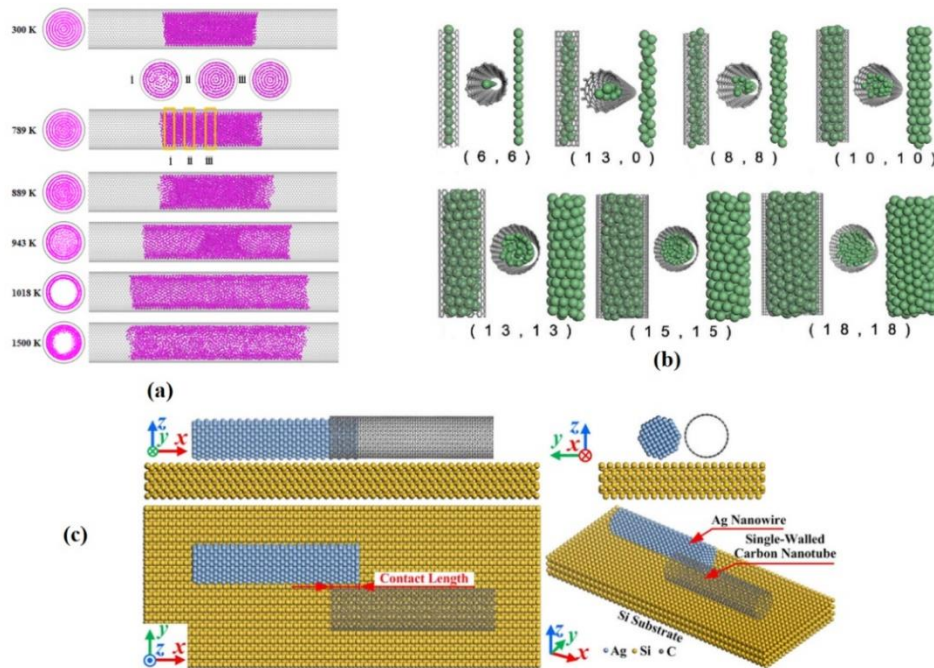 300 K
i ii iii
789 K
i ii iii
889 K
943 K
1018 K
1500 K
(a)
(6,6) (13,0) (8,8) (10,10)
(13,13) (15,15) (18,18)
(b)
z
y
x
z
y
x
(c)
Contact Length
y
z
x
Ag Nanowire
Single-Walled
Carbon Nanotube
Si Substrate
z
y
x
Ag Si C